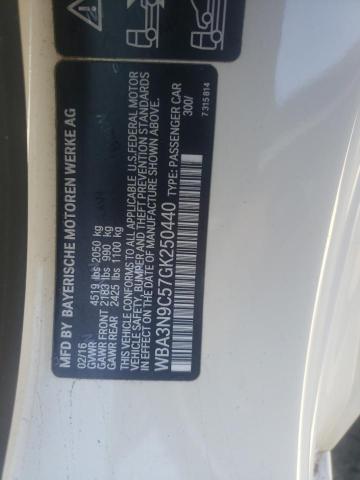 MFD BY BAYERISCHE MOTOREN WERKE AG
02/16
GVWR 4519 lbs 2050 kg
GAWR FRONT 2183 lbs 990 kg
GAWR REAR 2425 lbs 1100 kg
THIS VEHICLE CONFORMS TO ALL APPLICABLE U.S. FEDERAL MOTOR
VEHICLE SAFETY, BUMPER, AND THEFT PREVENTION STANDARDS
IN EFFECT ON THE DATE OF MANUFACTURE SHOWN ABOVE.
WBA3N9C57GK250440 TYPE: PASSENGER CAR
300/
7 315 814